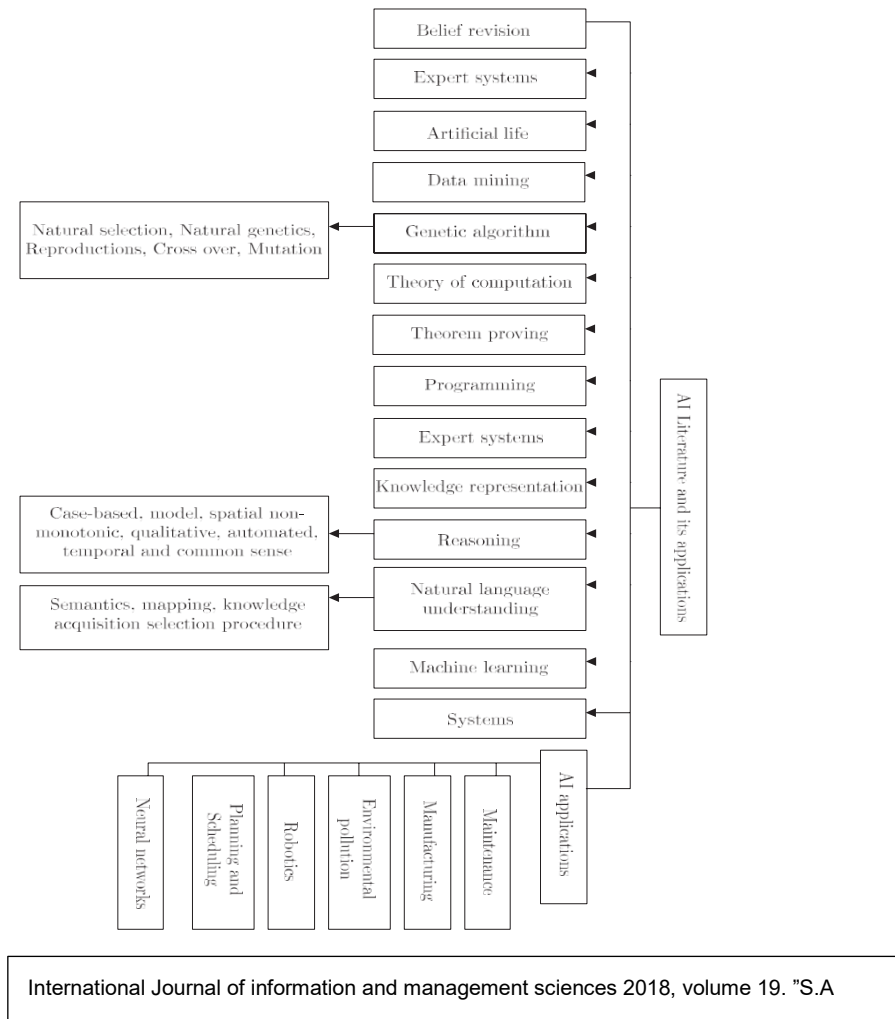 Belief revision
Expert systems
Artificial life
Data mining
Natural selection, Natural genetics,
Reproductions, Cross over, Mutation
Genetic algorithm
Theory of computation
Theorem proving
Programming
Expert systems
Knowledge representation
Case-based, model, spatial non-
monotonic, qualitative, automated,
temporal and common sense
Reasoning
Natural language
understanding
Semantics, mapping, knowledge
acquisition selection procedure
Machine learning
Systems
AI Literature and its applications
Neural networks
Planning and
Scheduling
Robotics
Environmental
pollution
Manufacturing
Maintenance
AI applications
International Journal of information and management sciences 2018, volume 19. ”S.A